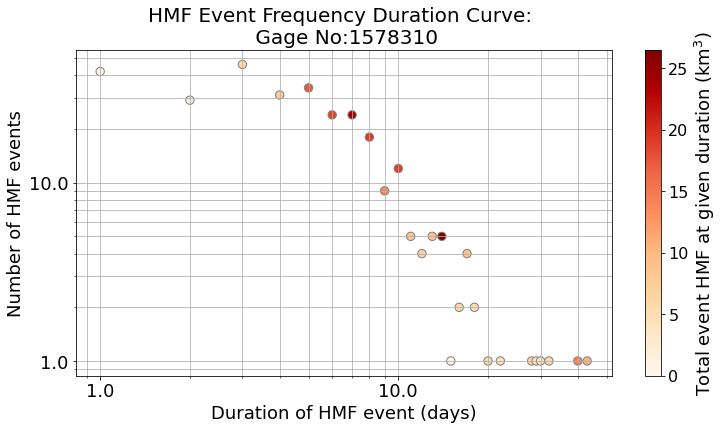 HMF Event Frequency Duration Curve:
Gage No:1578310
Number of HMF events
10.0
1.0
1.0
10.0
Duration of HMF event (days)
25
20
15
10
5
0
Total event HMF at given duration (km³)